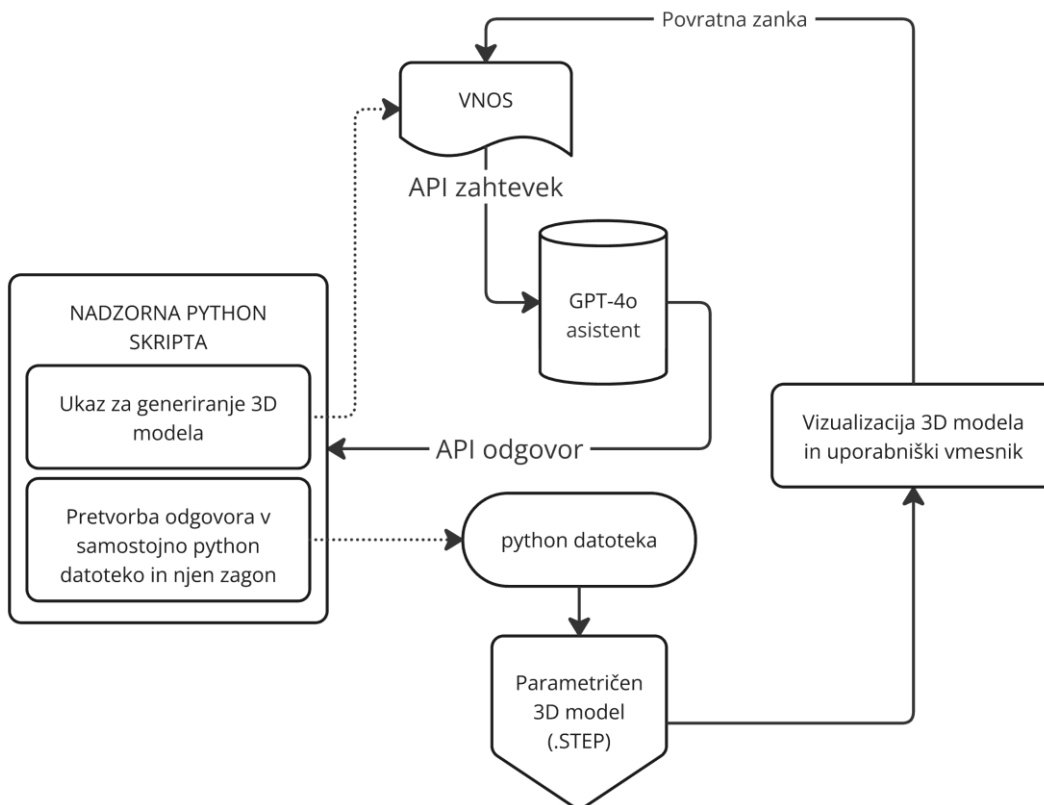 Povratna zanka
VNOS
API zahtevek
GPT-4o
asistent
NADZORNA PYTHON
SKRIPTA
Ukaz za generiranje 3D
modela
API odgovor
Vizualizacija 3D modela
in uporabniški vmesnik
Pretvorba odgovora v
samostojno python
datoteko in njen zagon
python datoteka
Parametričen
3D model
(.STEP)